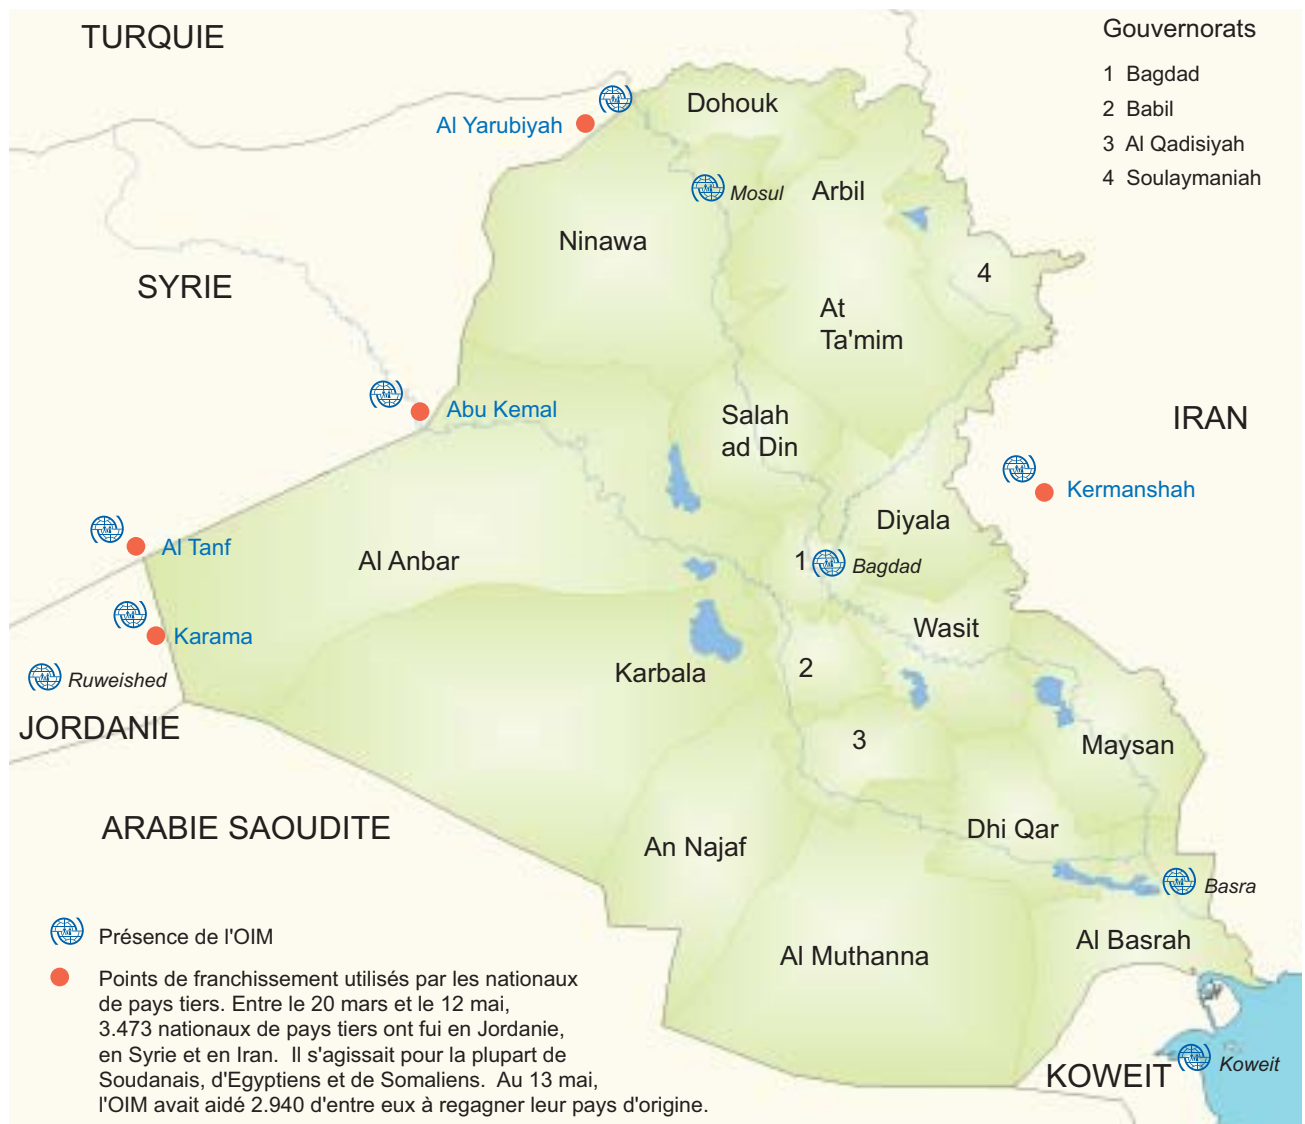 TURQUIE
Gouvernorats
1 Bagdad
2 Babil
3 Al Qadisiyah
4 Soulaymaniah
Dohouk
Al Yarubiyah
Mosul
Arbil
Ninawa
4
SYRIE
At
Ta'mim
Abu Kemal
Salah
ad Din
IRAN
Kermanshah
Diyala
Al Tanf
Al Anbar
1
Bagdad
Karama
Wasit
Ruweished
Karbala
2
JORDANIE
3
Maysan
ARABIE SAOUDITE
An Najaf
Dhi Qar
Basra
Al Muthanna
Al Basrah
KOWEIT
Koweit
Présence de l'OIM
Points de franchissement utilisés par les nationaux
de pays tiers. Entre le 20 mars et le 12 mai,
3.473 nationaux de pays tiers ont fui en Jordanie,
en Syrie et en Iran. Il s'agissait pour la plupart de
Soudanais, d'Egyptiens et de Somaliens. Au 13 mai,
l'OIM avait aidé 2.940 d'entre eux à regagner leur pays d'origine.